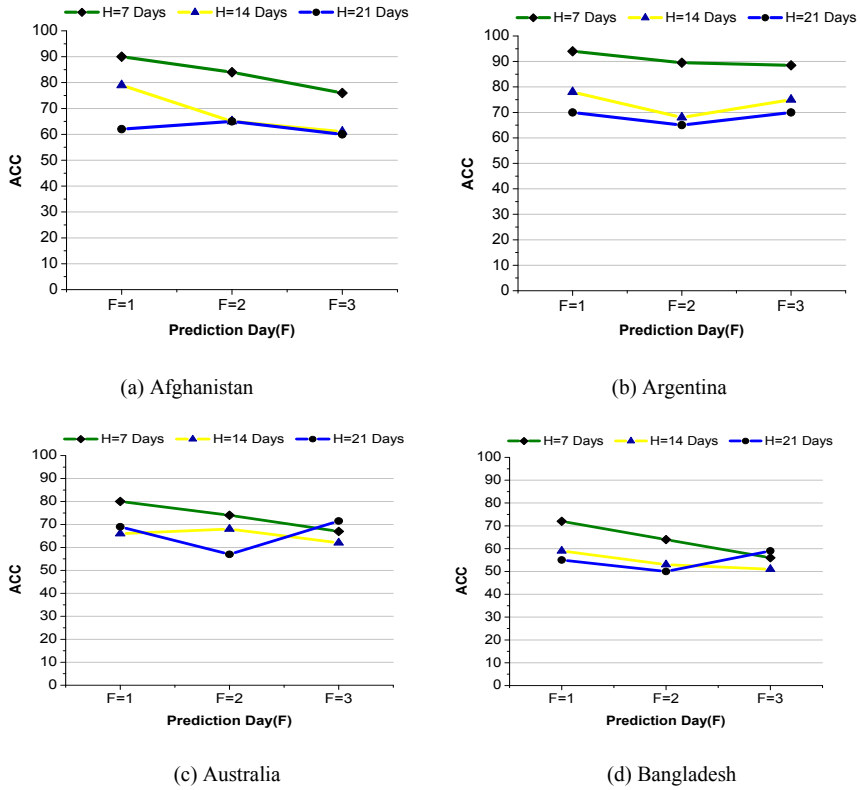 H=7 Days H=14 Days H=21 Days
100
90
80
70
60
50
40
30
20
10
0
ACC
F=1 F=2 F=3
Prediction Day(F)
(a) Afghanistan
H=7 Days H=14 Days H=21 Days
100
90
80
70
60
50
40
30
20
10
0
ACC
F=1 F=2 F=3
Prediction Day(F)
(b) Argentina
H=7 Days H=14 Days H=21 Days
100
90
80
70
60
50
40
30
20
10
0
ACC
F=1 F=2 F=3
Prediction Day(F)
(c) Australia
H=7 Days H=14 Days H=21 Days
100
90
80
70
60
50
40
30
20
10
0
ACC
F=1 F=2 F=3
Prediction Day(F)
(d) Bangladesh